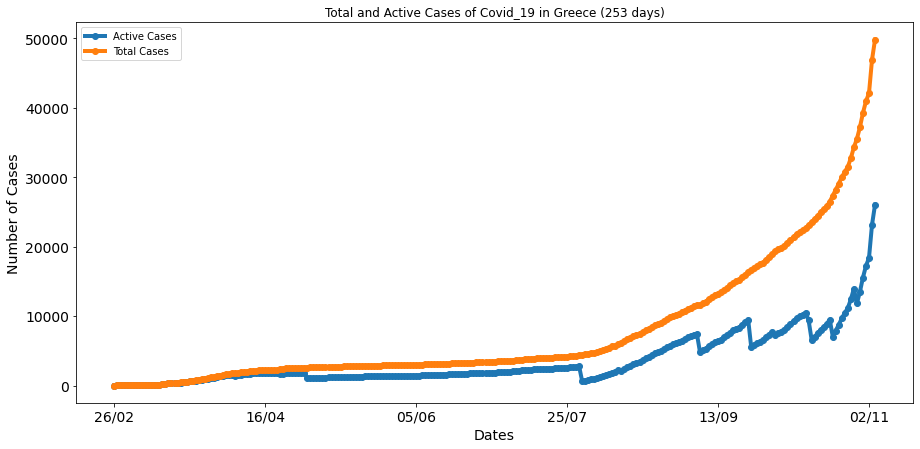 Total and Active Cases of Covid_19 in Greece (253 days)
Active Cases
Total Cases
50000
40000
30000
20000
10000
0
Number of Cases
26/02
16/04
05/06
25/07
13/09
02/11
Dates